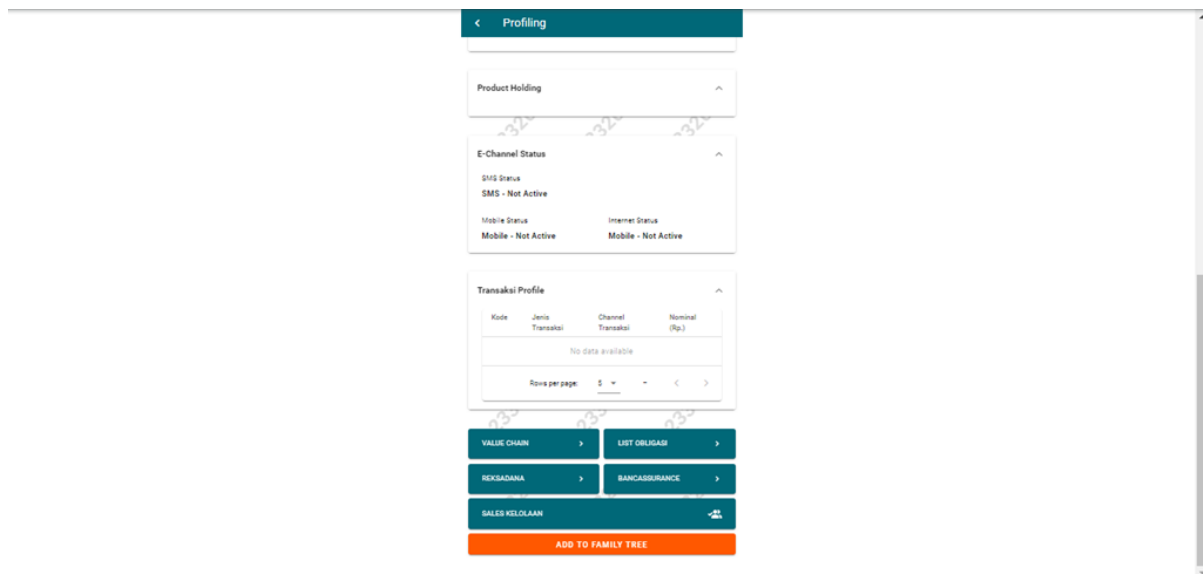 Profiling
Product Holding
E-Channel Status
SMS Status
SMS - Not Active
Mobile Status Internet Status
Mobile - Not Active Mobile - Not Active
Transaksi Profile
Kode Jenis Transaksi Channel Transaksi Nominal (Rp.)
No data available
Rows per page: 5 -
VALUE CHAIN LIST OBLIGASI
REKSADANA BANCASSURANCE
SALES KELOLAAN
ADD TO FAMILY TREE